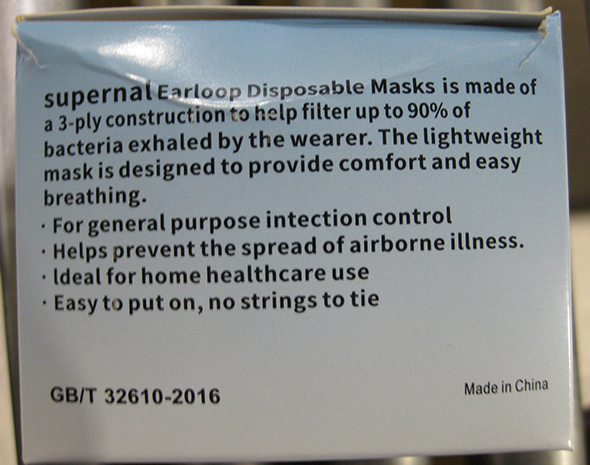 supernal Earloop Disposable Masks is made of
a 3-ply construction to help filter up to 90% of
bacteria exhaled by the wearer. The lightweight
mask is designed to provide comfort and easy
breathing.
· For general purpose intection control
· Helps prevent the spread of airborne illness.
· Ideal for home healthcare use
· Easy to put on, no strings to tie
GB/T 32610-2016
Made in China